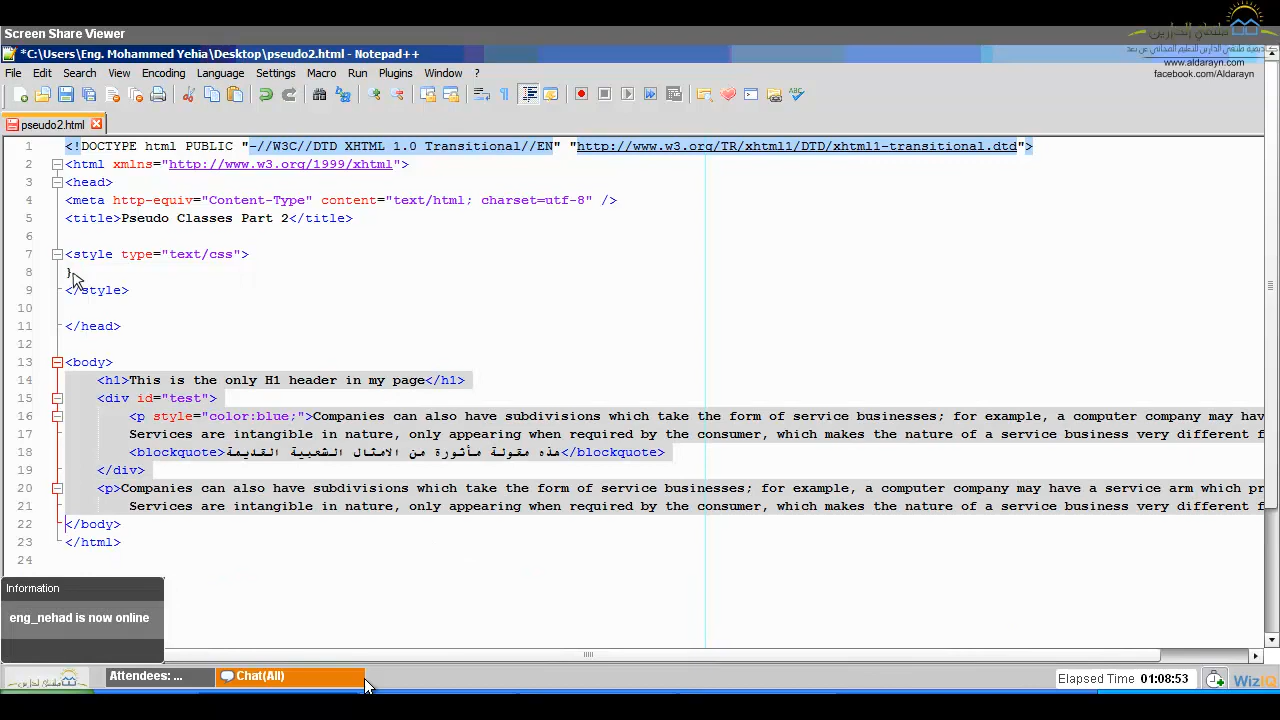 Screen Share Viewer
*C:\Users\Eng. Mohammed Yehia\Desktop\pseudo2.html - Notepad++
www.aldarayn.com
facebook.com/Aldarayn
File Edit Search View Encoding Language Settings Macro Run Plugins Window ?
pseudo2.html
1 <!DOCTYPE html PUBLIC "-//W3C//DTD XHTML 1.0 Transitional//EN" "http://www.w3.org/TR/xhtml1/DTD/xhtml1-transitional.dtd">
2 <html xmlns="http://www.w3.org/1999/xhtml">
3 <head>
4 <meta http-equiv="Content-Type" content="text/html; charset=utf-8" />
5 <title>Pseudo Classes Part 2</title>
6
7 <style type="text/css">
8 }
9 </style>
10
11 </head>
12
13 <body>
14 <h1>This is the only H1 header in my page</h1>
15 <div id="test">
16 <p style="color:blue;">Companies can also have subdivisions which take the form of service businesses; for example, a computer company may hav
17 Services are intangible in nature, only appearing when required by the consumer, which makes the nature of a service business very different f
18 <blockquote>هذه مقولة مأثورة من الامثال الشعبية القديمة</blockquote>
19 </div>
20 <p>Companies can also have subdivisions which take the form of service businesses; for example, a computer company may have a service arm which pr
21 Services are intangible in nature, only appearing when required by the consumer, which makes the nature of a service business very different f
22 </body>
23 </html>
24
Information
eng_nehad is now online
Attendees: ...
Chat(All)
Elapsed Time 01:08:53
WizIQ